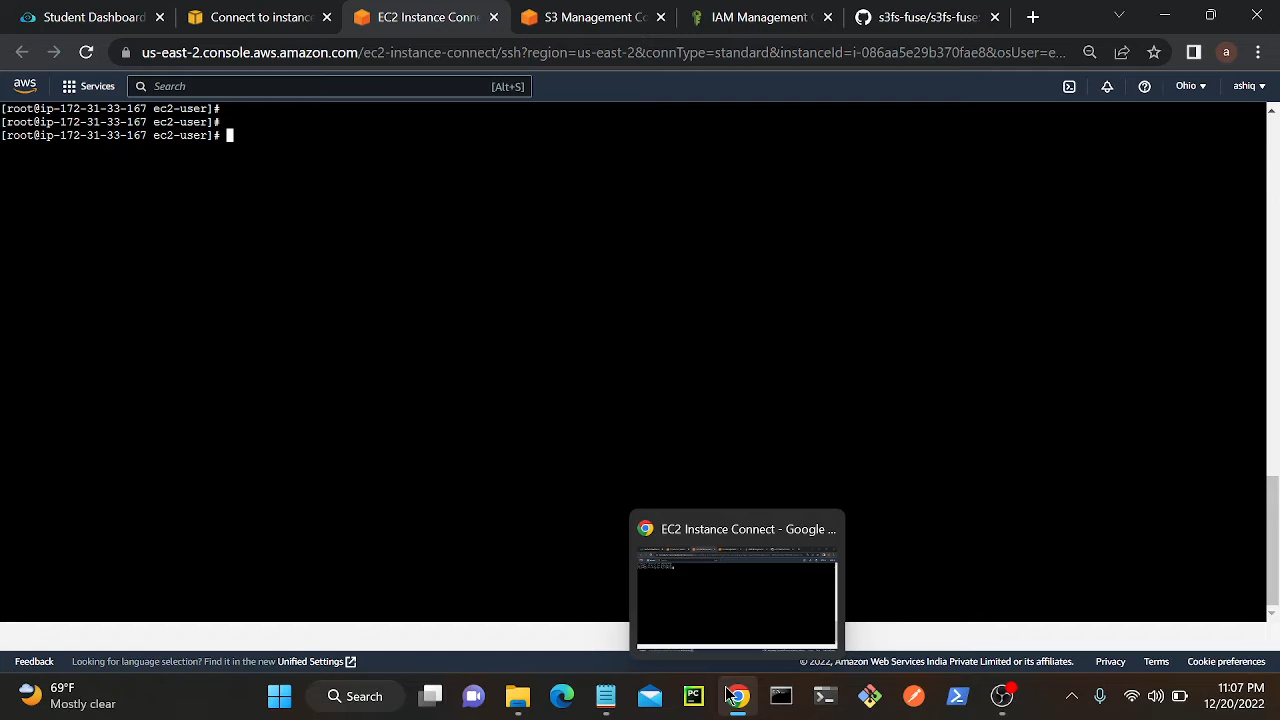 Student Dashboard
Connect to instanc
EC2 Instance Conne
S3 Management Co
IAM Management C
s3fs-fuse/s3fs-fuse:
us-east-2.console.aws.amazon.com/ec2-instance-connect/ssh?region=us-east-2&connType=standard&instanceId=i-086aa5e29b370fae8&osUser=e...
a
aws
Services
Search
[Alt+S]
Ohio
ashiq
[root@ip-172-31-33-167 ec2-user]#
[root@ip-172-31-33-167 ec2-user]#
[root@ip-172-31-33-167 ec2-user]#
EC2 Instance Connect - Google ...
Feedback
Looking for language selection? Find it in the new Unified Settings
© 2022, Amazon Web Services India Private Limited or its affiliates.
Privacy
Terms
Cookie preferences
69°F
Mostly clear
Search
PC
11:07 PM
12/20/2022